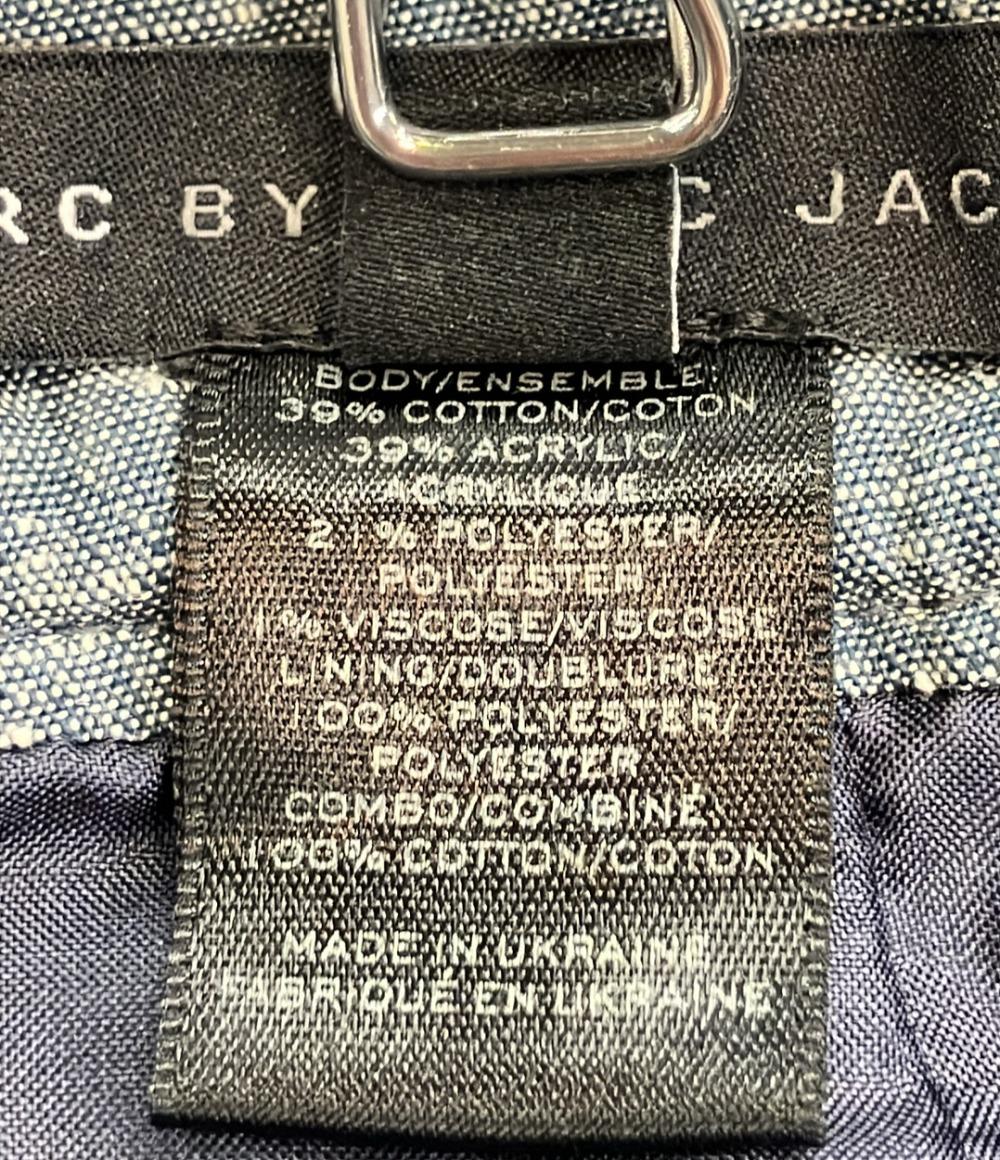 RC BY C JAC
BODY/ENSEMBLE:
39% COTTON/COTON
39% ACRYLIC/
ACRYLIQUE
21% POLYESTER/
POLYESTER
1% VISCOSE/VISCOSE
LINING/DOUBLURE:
100% POLYESTER/
POLYESTER
COMBO/COMBINÉ:
100% COTTON/COTON
MADE IN UKRAINE
FABRIQUÉ EN UKRAINE